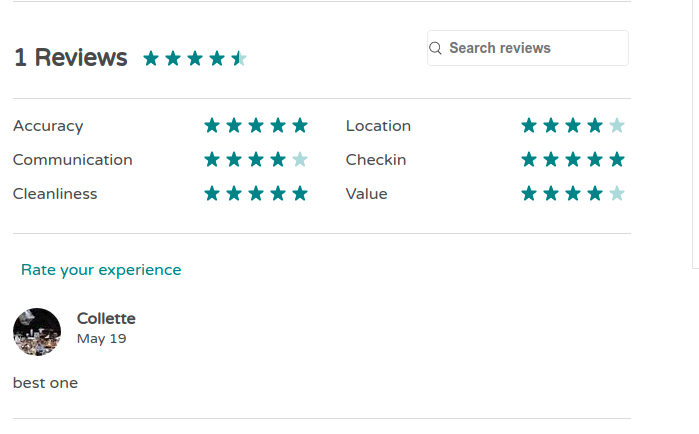 1 Reviews
Search reviews
Accuracy
Location
Communication
Checkin
Cleanliness
Value
Rate your experience
Collette
May 19
best one